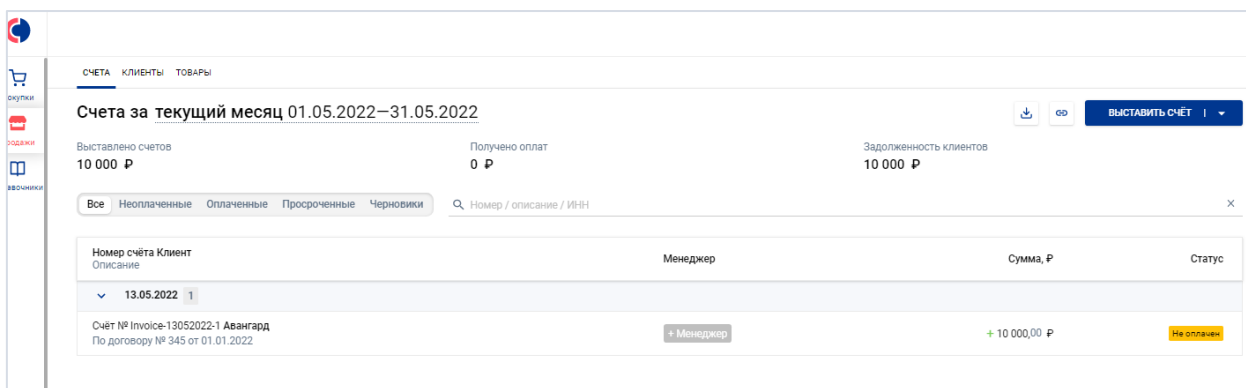 СЧЕТА КЛИЕНТЫ ТОВАРЫ
Счета за текущий месяц 01.05.2022—31.05.2022
ВЫСТАВИТЬ СЧЁТ
Выставлено счетов
10 000 ₽
Получено оплат
0 ₽
Задолженность клиентов
10 000 ₽
Все Неоплаченные Оплаченные Просроченные Черновики
Номер / описание / ИНН
Номер счёта Клиент
Описание
Менеджер
Сумма, ₽
Статус
13.05.2022 1
Счёт № Invoice-13052022-1 Авангард
По договору № 345 от 01.01.2022
+ Менеджер
+ 10 000,00 ₽
Не оплачен